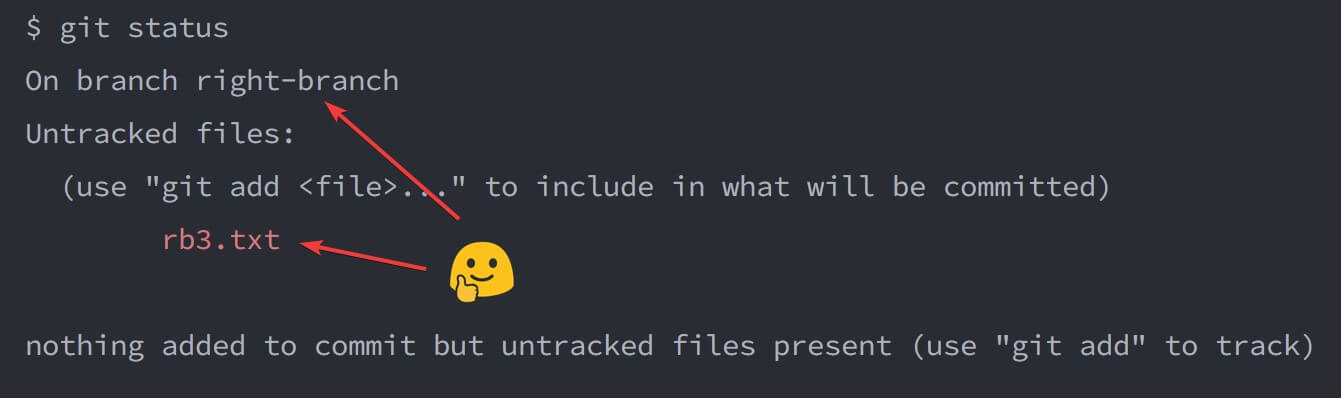 $ git status
On branch right-branch
Untracked files:
(use "git add <file>..." to include in what will be committed)
rb3.txt
nothing added to commit but untracked files present (use "git add" to track)